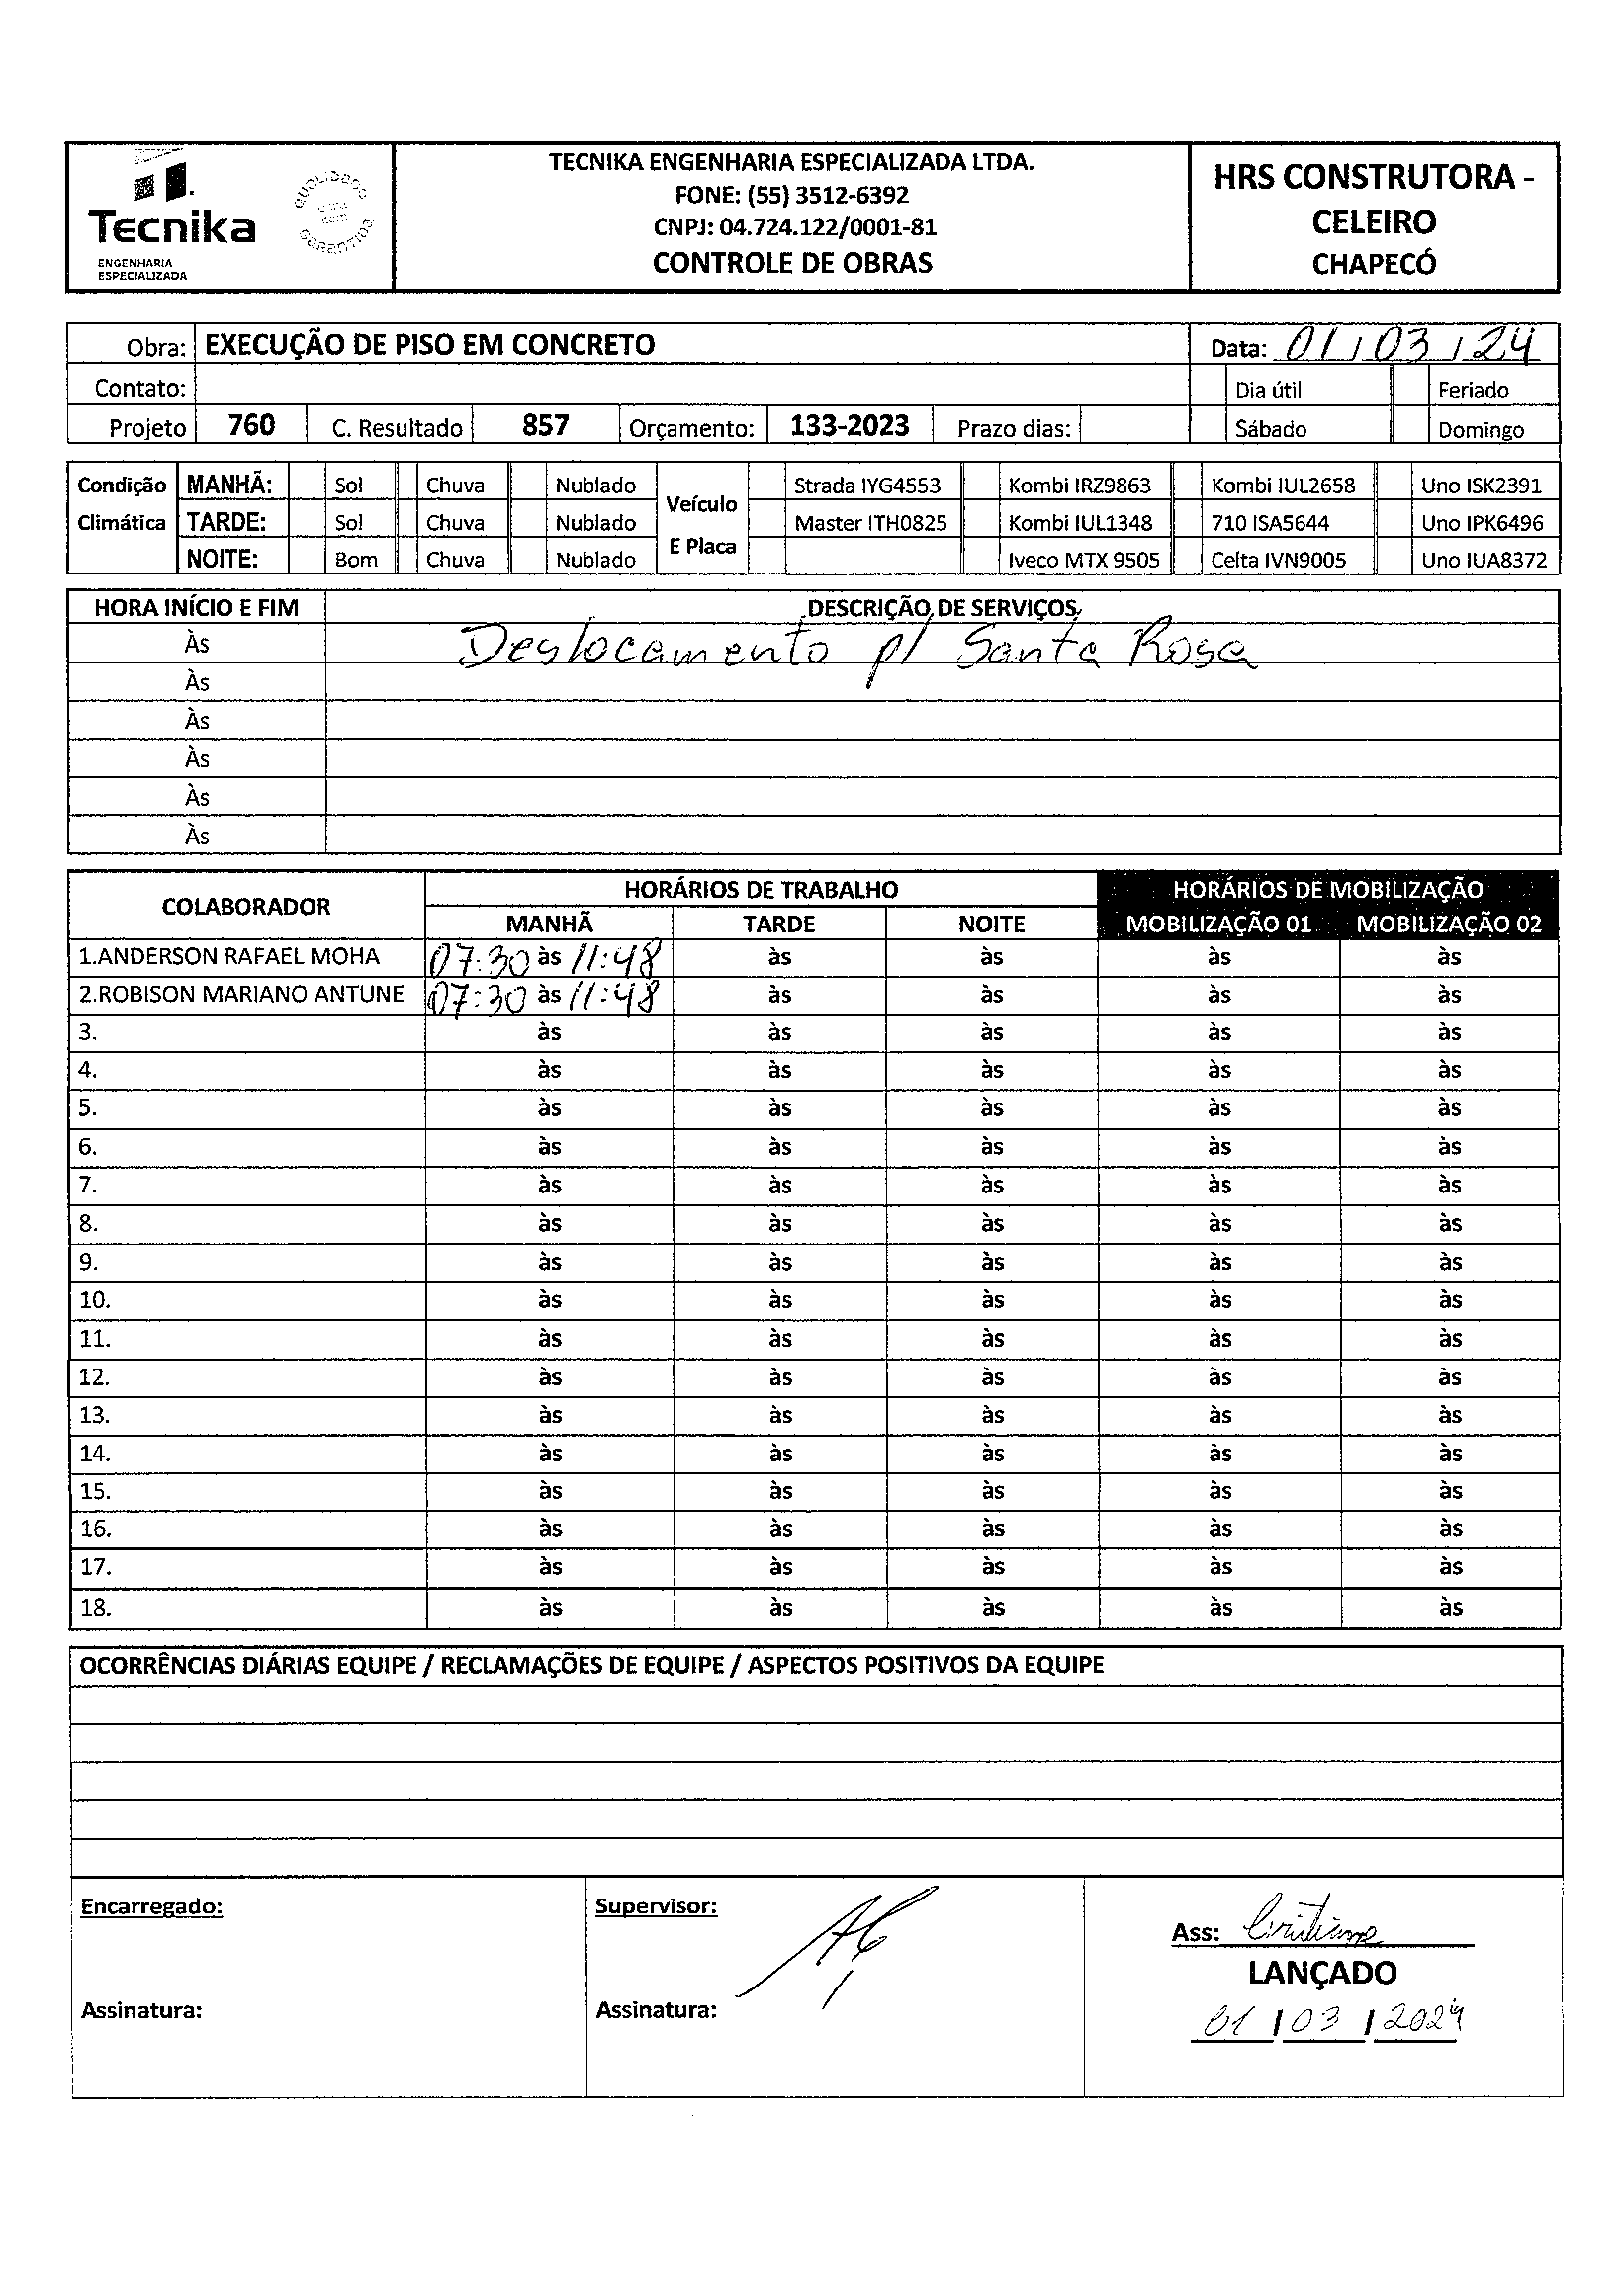 Tecnika
ENGENHARIA
ESPECIALIZADA
QUALIDADE
GARANTIDA
TECNIKA ENGENHARIA ESPECIALIZADA LTDA.
FONE: (55) 3512-6392
CNPJ: 04.724.122/0001-81
CONTROLE DE OBRAS
HRS CONSTRUTORA -
CELEIRO
CHAPECÓ
Obra: EXECUÇÃO DE PISO EM CONCRETO Data: 01/03/24
Contato: Dia útil Feriado
Projeto 760 C. Resultado 857 Orçamento: 133-2023 Prazo dias: Sábado Domingo
Condição MANHÃ: Sol Chuva Nublado Veículo Strada IYG4553 Kombi IRZ9863 Kombi IUL2658 Uno ISK2391
Climática TARDE: Sol Chuva Nublado E Placa Master ITH0825 Kombi IUL1348 710 ISA5644 Uno IPK6496
NOITE: Bom Chuva Nublado Iveco MTX 9505 Celta IVN9005 Uno IUA8372
HORA INÍCIO E FIM DESCRIÇÃO DE SERVIÇOS
Às Deslocamento p/ Santa Rosa
Às
Às
Às
Às
Às
COLABORADOR HORÁRIOS DE TRABALHO HORÁRIOS DE MOBILIZAÇÃO
MANHÃ TARDE NOITE MOBILIZAÇÃO 01 MOBILIZAÇÃO 02
1.ANDERSON RAFAEL MOHA 07:30 às 11:48 às às às às
2.ROBISON MARIANO ANTUNE 07:30 às 11:48 às às às às
3. às às às às às
4. às às às às às
5. às às às às às
6. às às às às às
7. às às às às às
8. às às às às às
9. às às às às às
10. às às às às às
11. às às às às às
12. às às às às às
13. às às às às às
14. às às às às às
15. às às às às às
16. às às às às às
17. às às às às às
18. às às às às às
OCORRÊNCIAS DIÁRIAS EQUIPE / RECLAMAÇÕES DE EQUIPE / ASPECTOS POSITIVOS DA EQUIPE
Encarregado: Supervisor:
Ass: Cristiane
LANÇADO
Assinatura: Assinatura:
01/03/2024